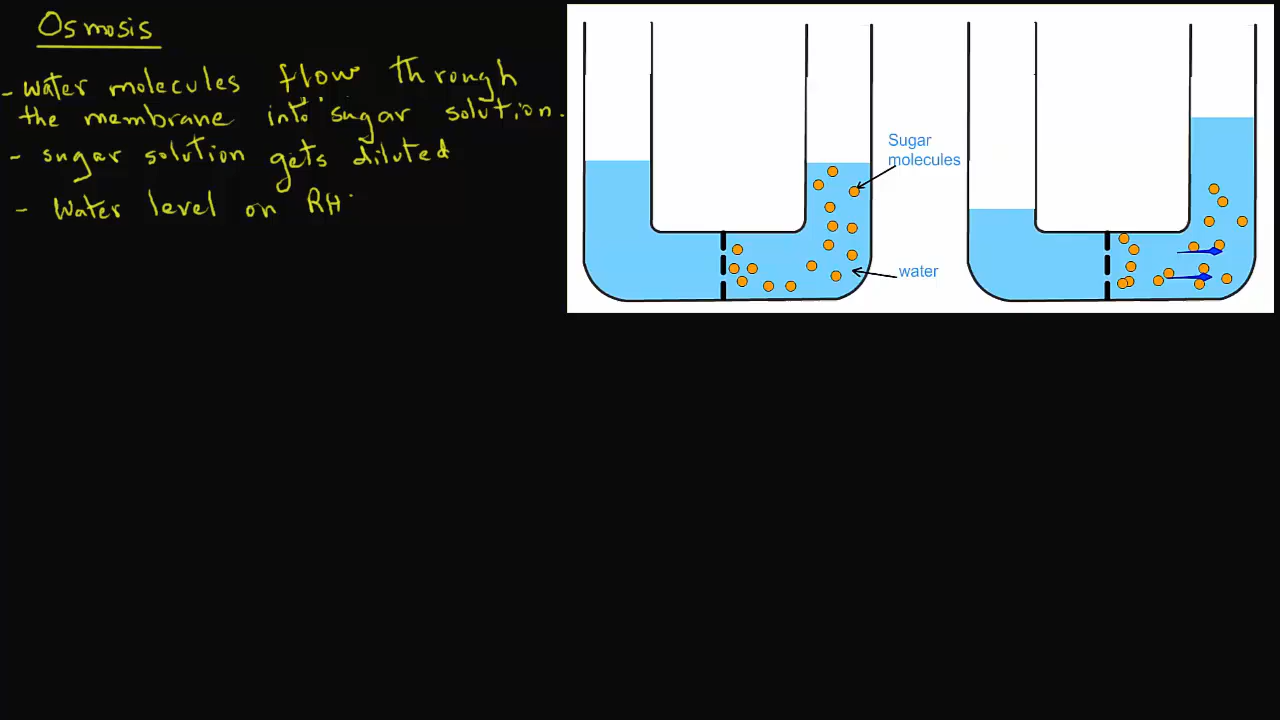 Osmosis
- water molecules flow through
the membrane into sugar solution.
- sugar solution gets diluted
- Water level on RH
Sugar
molecules
water